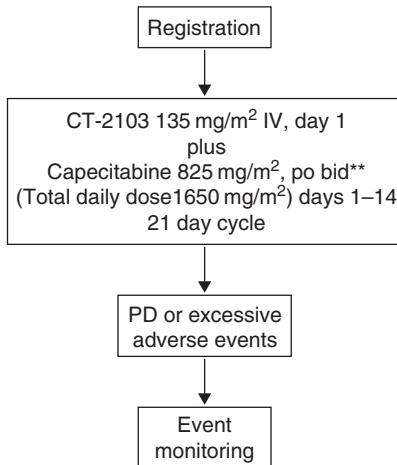 Registration
CT-2103 135 mg/m² IV, day 1
plus
Capecitabine 825 mg/m², po bid**
(Total daily dose1650 mg/m²) days 1–14
21 day cycle
PD or excessive
adverse events
Event
monitoring